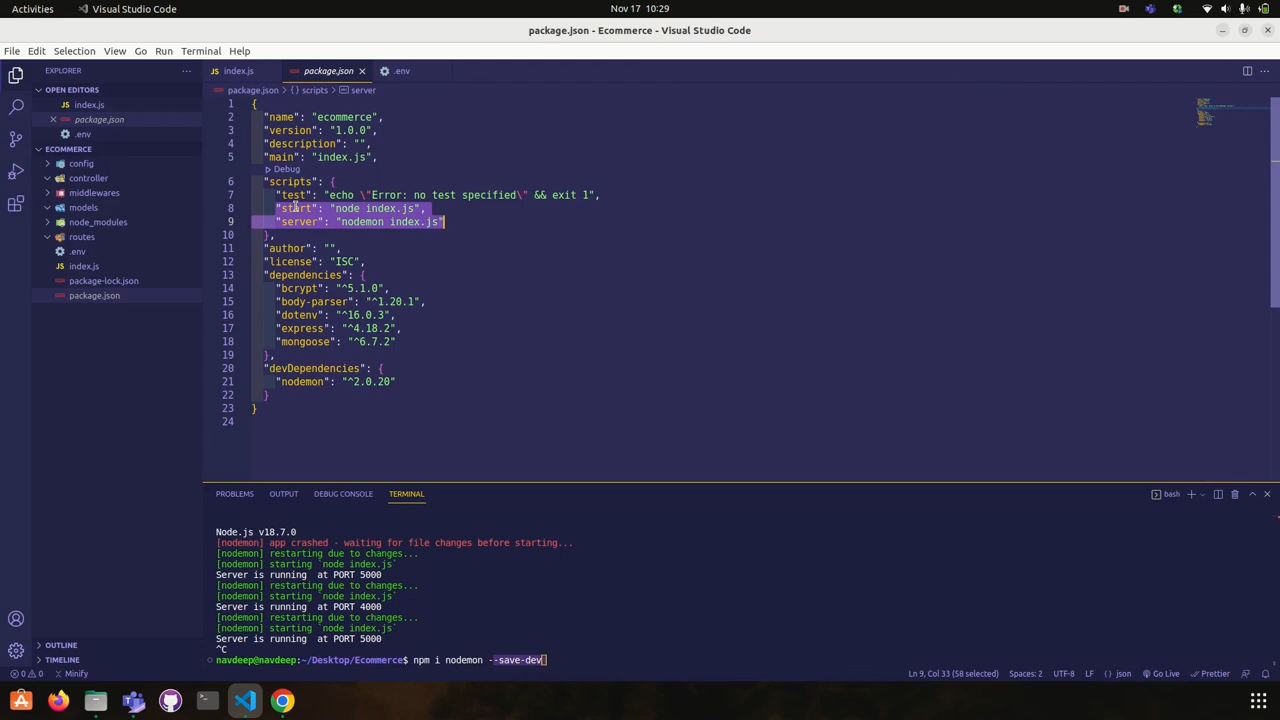 Activities
Visual Studio Code
Nov 17 10:29
package.json - Ecommerce - Visual Studio Code
File Edit Selection View Go Run Terminal Help
EXPLORER
OPEN EDITORS
index.js
package.json
.env
ECOMMERCE
config
controller
middlewares
models
node_modules
routes
.env
index.js
package-lock.json
package.json
OUTLINE
TIMELINE
index.js
package.json
.env
package.json > scripts > server
1 {
2 "name": "ecommerce",
3 "version": "1.0.0",
4 "description": "",
5 "main": "index.js",
Debug
6 "scripts": {
7 "test": "echo \"Error: no test specified\" && exit 1",
8 "start": "node index.js",
9 "server": "nodemon index.js"
10 },
11 "author": "",
12 "license": "ISC",
13 "dependencies": {
14 "bcrypt": "^5.1.0",
15 "body-parser": "^1.20.1",
16 "dotenv": "^16.0.3",
17 "express": "^4.18.2",
18 "mongoose": "^6.7.2"
19 },
20 "devDependencies": {
21 "nodemon": "^2.0.20"
22 }
23 }
24
PROBLEMS OUTPUT DEBUG CONSOLE TERMINAL
bash
Node.js v18.7.0
[nodemon] app crashed - waiting for file changes before starting...
[nodemon] restarting due to changes...
[nodemon] starting `node index.js`
Server is running  at PORT 5000
[nodemon] restarting due to changes...
[nodemon] starting `node index.js`
Server is running  at PORT 4000
[nodemon] restarting due to changes...
[nodemon] starting `node index.js`
Server is running  at PORT 5000
^C
navdeep@navdeep:~/Desktop/Ecommerce$ npm i nodemon --save-dev
0 0 Minify
Ln 9, Col 33 (58 selected) Spaces: 2 UTF-8 LF {} json Go Live Prettier